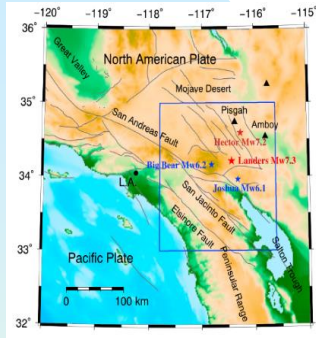 -120° -119° -118° -117° -116° -115°
36°
Great Valley
North American Plate
Mojave Desert
35°
Pisgah
San Andreas Fault
Amboy
Hector Mw7.2
Big Bear Mw6.2
Landers Mw7.3
34°
L.A.
Joshua Mw6.1
San Jacinto Fault
Elsinore Fault
Salton Trough
33°
Pacific Plate
Peninsular Range
0 100 km
32°